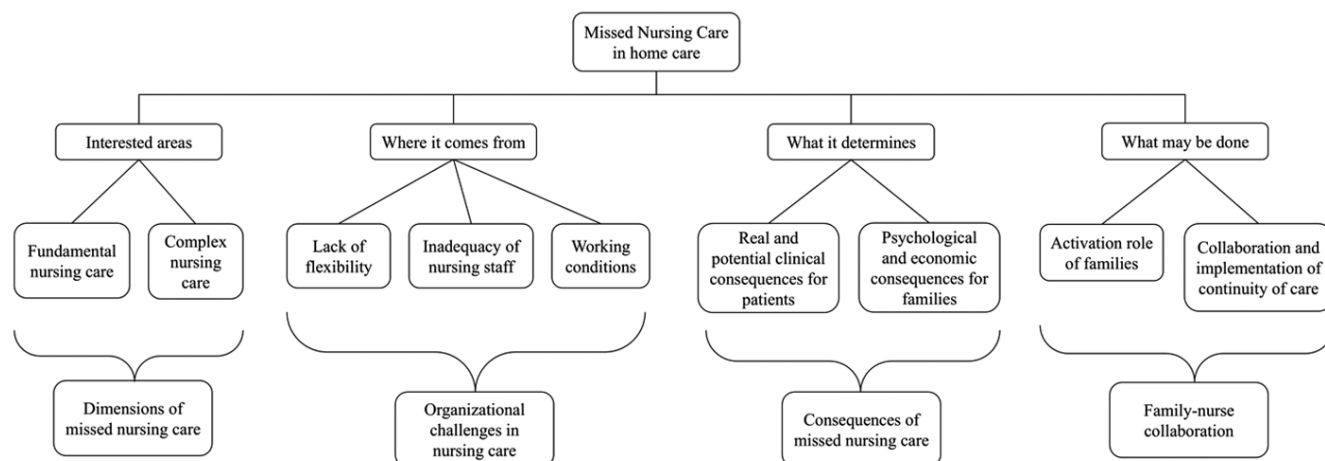 Missed Nursing Care
in home care
Interested areas
Where it comes from
What it determines
What may be done
Fundamental
nursing care
Complex
nursing
care
Lack of
flexibility
Inadequacy of
nursing staff
Working
conditions
Real and
potential clinical
consequences for
patients
Psychological
and economic
consequences for
families
Activation role
of families
Collaboration and
implementation of
continuity of care
Dimensions of
missed nursing care
Organizational
challenges in
nursing care
Consequences of
missed nursing care
Family-nurse
collaboration